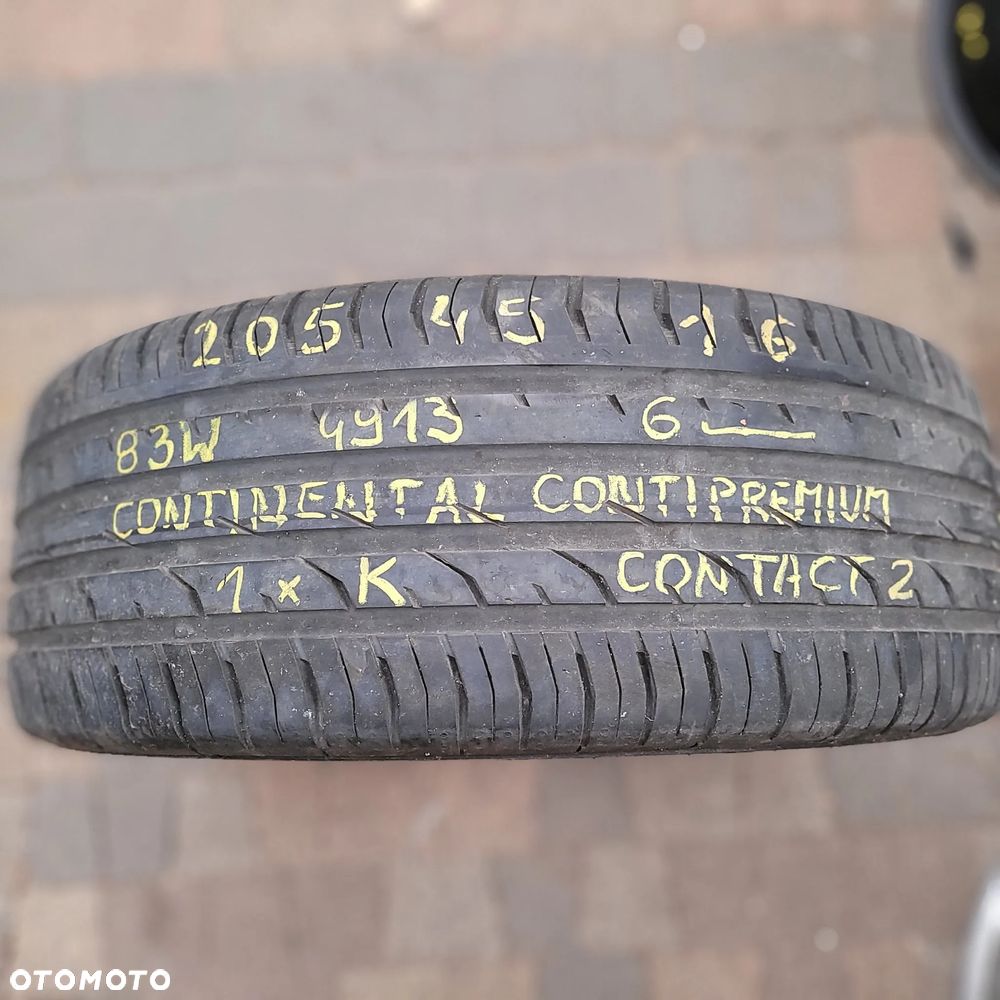 205 45 16
83W 4913 6
CONTINENTAL CONTIPREMIUM
1 x K CONTACT 2
OTOMOTO